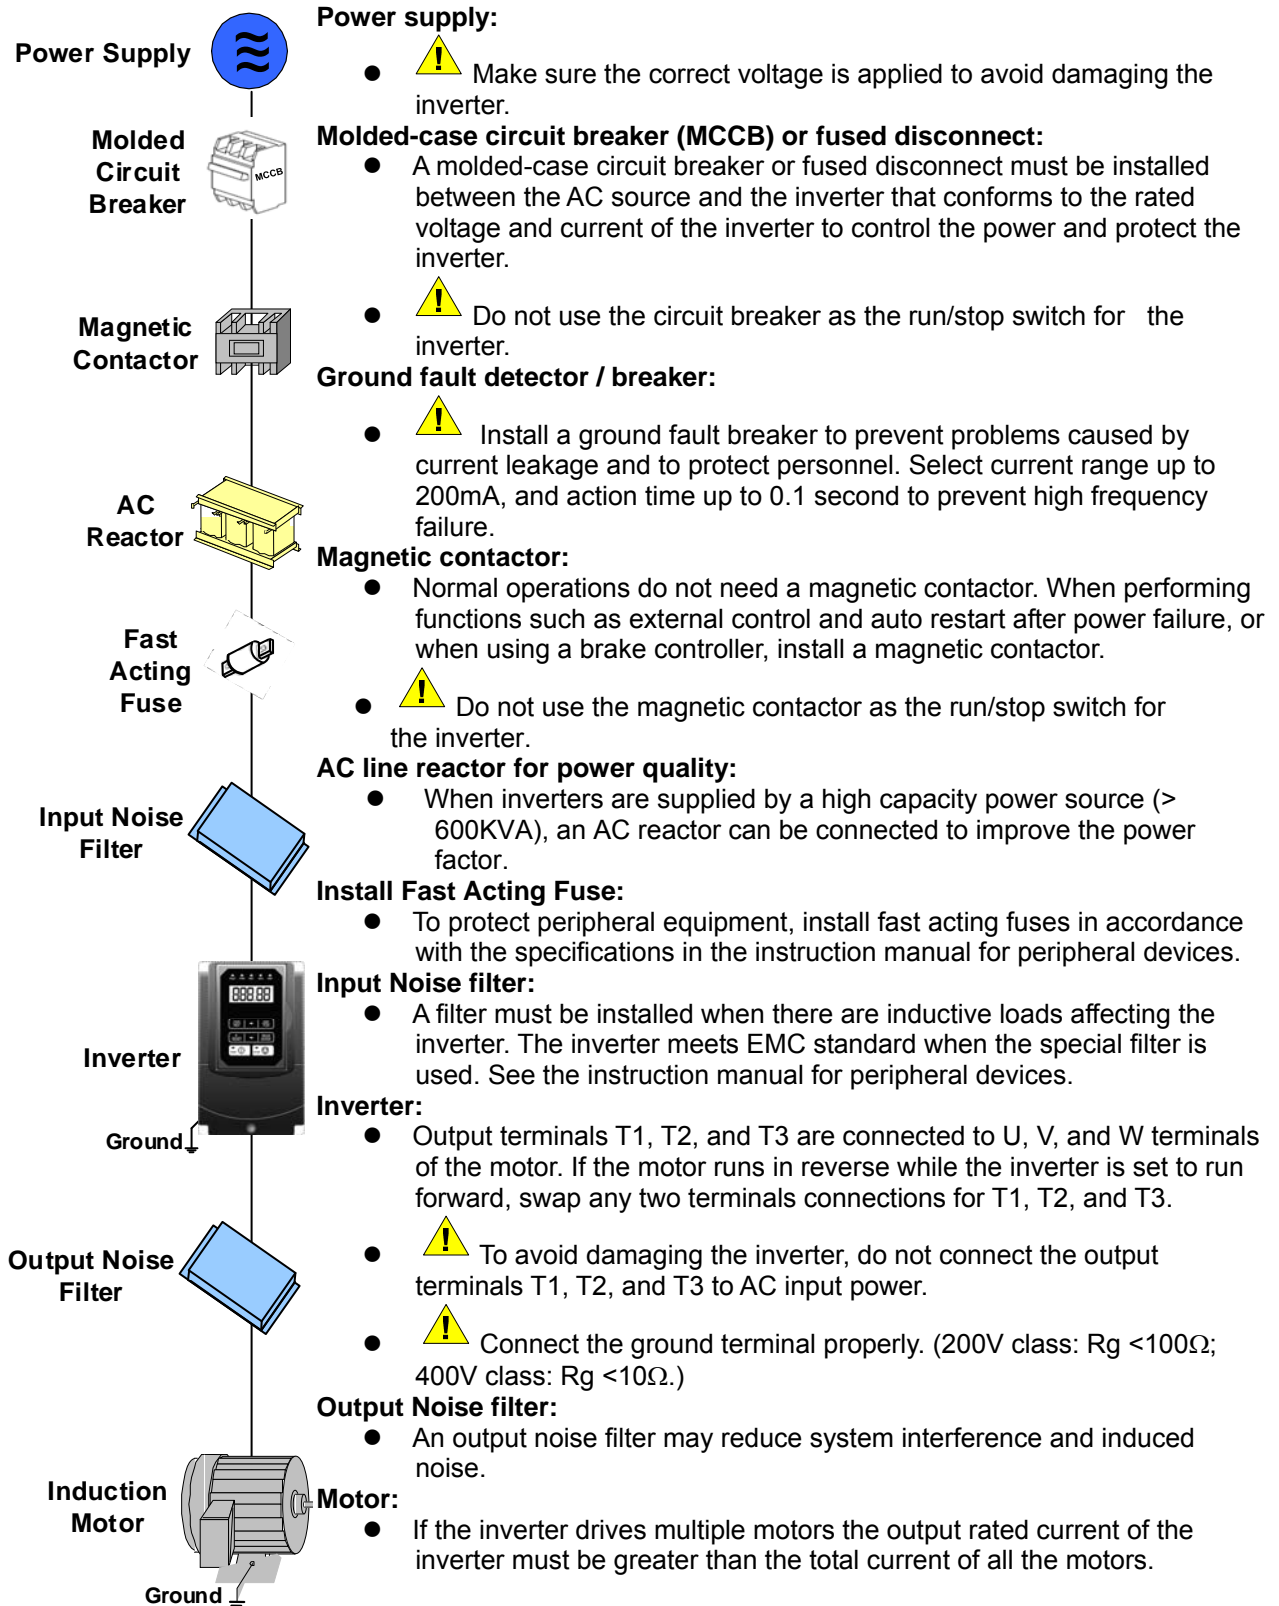 Power Supply
Molded
Circuit
Breaker
MCCB
Magnetic
Contactor
AC
Reactor
Fast
Acting
Fuse
Input Noise
Filter
88888
Inverter
Ground
Output Noise
Filter
Induction
Motor
Ground
Power supply:
● ! Make sure the correct voltage is applied to avoid damaging the
inverter.
Molded-case circuit breaker (MCCB) or fused disconnect:
● A molded-case circuit breaker or fused disconnect must be installed
between the AC source and the inverter that conforms to the rated
voltage and current of the inverter to control the power and protect the
inverter.
● ! Do not use the circuit breaker as the run/stop switch for the
inverter.
Ground fault detector / breaker:
● ! Install a ground fault breaker to prevent problems caused by
current leakage and to protect personnel. Select current range up to
200mA, and action time up to 0.1 second to prevent high frequency
failure.
Magnetic contactor:
● Normal operations do not need a magnetic contactor. When performing
functions such as external control and auto restart after power failure, or
when using a brake controller, install a magnetic contactor.
● ! Do not use the magnetic contactor as the run/stop switch for
the inverter.
AC line reactor for power quality:
● When inverters are supplied by a high capacity power source (>
600KVA), an AC reactor can be connected to improve the power
factor.
Install Fast Acting Fuse:
● To protect peripheral equipment, install fast acting fuses in accordance
with the specifications in the instruction manual for peripheral devices.
Input Noise filter:
● A filter must be installed when there are inductive loads affecting the
inverter. The inverter meets EMC standard when the special filter is
used. See the instruction manual for peripheral devices.
Inverter:
● Output terminals T1, T2, and T3 are connected to U, V, and W terminals
of the motor. If the motor runs in reverse while the inverter is set to run
forward, swap any two terminals connections for T1, T2, and T3.
● ! To avoid damaging the inverter, do not connect the output
terminals T1, T2, and T3 to AC input power.
● ! Connect the ground terminal properly. (200V class: Rg <100Ω;
400V class: Rg <10Ω.)
Output Noise filter:
● An output noise filter may reduce system interference and induced
noise.
Motor:
● If the inverter drives multiple motors the output rated current of the
inverter must be greater than the total current of all the motors.